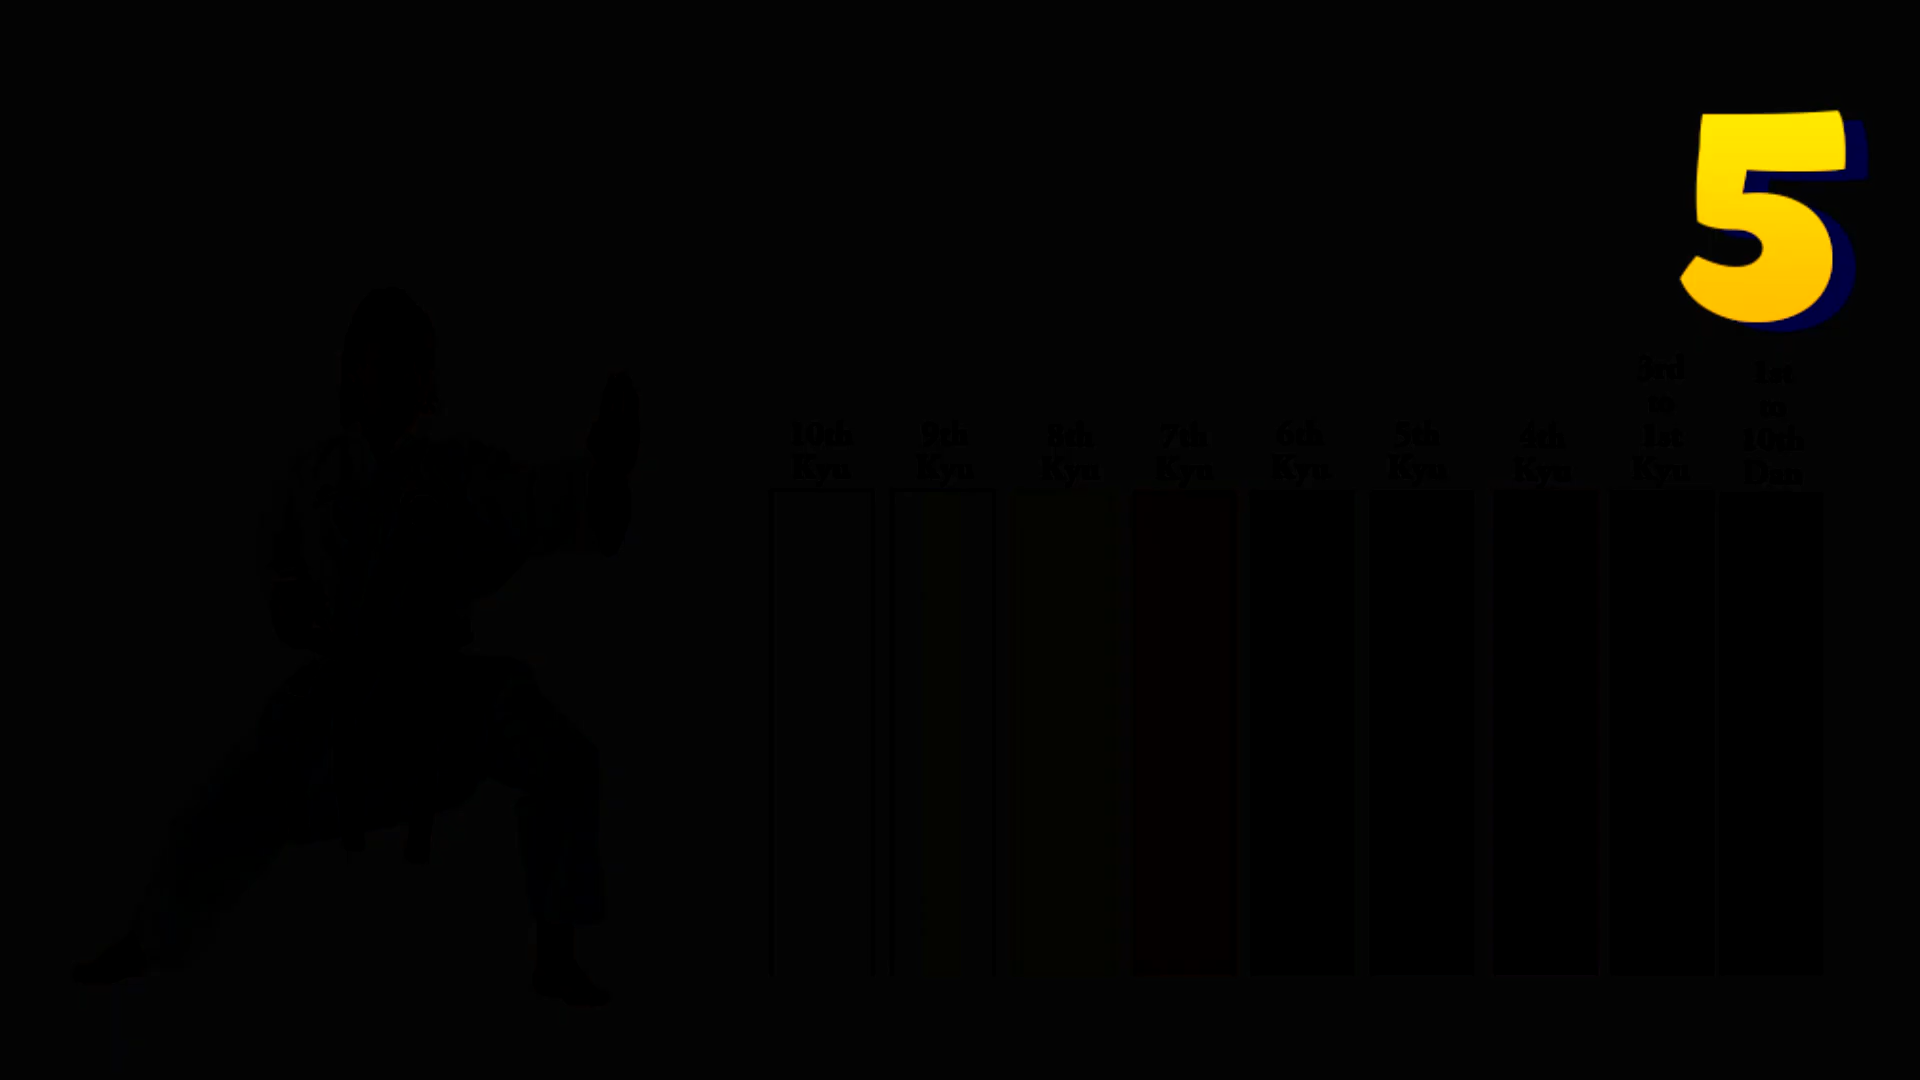 5
3rd 1st
to to
10th 9th 8th 7th 6th 5th 4th 1st 10th
Kyu Kyu Kyu Kyu Kyu Kyu Kyu Kyu Dan